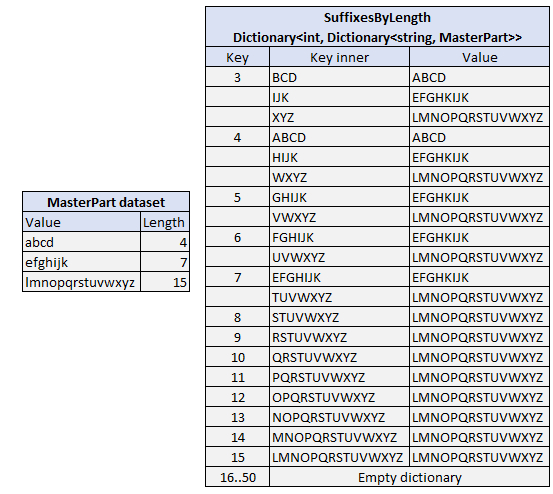 MasterPart dataset
Value Length
abcd 4
efghijk 7
lmnopqrstuvwxyz 15
SuffixesByLength
Dictionary<int, Dictionary<string, MasterPart>>
Key Key inner Value
3 BCD ABCD
IJK EFGHKIJK
XYZ LMNOPQRSTUVWXYZ
4 ABCD ABCD
HIJK EFGHKIJK
WXYZ LMNOPQRSTUVWXYZ
5 GHIJK EFGHKIJK
VWXYZ LMNOPQRSTUVWXYZ
6 FGHIJK EFGHKIJK
UVWXYZ LMNOPQRSTUVWXYZ
7 EFGHIJK EFGHKIJK
TUVWXYZ LMNOPQRSTUVWXYZ
8 STUVWXYZ LMNOPQRSTUVWXYZ
9 RSTUVWXYZ LMNOPQRSTUVWXYZ
10 QRSTUVWXYZ LMNOPQRSTUVWXYZ
11 PQRSTUVWXYZ LMNOPQRSTUVWXYZ
12 OPQRSTUVWXYZ LMNOPQRSTUVWXYZ
13 NOPQRSTUVWXYZ LMNOPQRSTUVWXYZ
14 MNOPQRSTUVWXYZ LMNOPQRSTUVWXYZ
15 LMNOPQRSTUVWXYZ LMNOPQRSTUVWXYZ
16..50 Empty dictionary